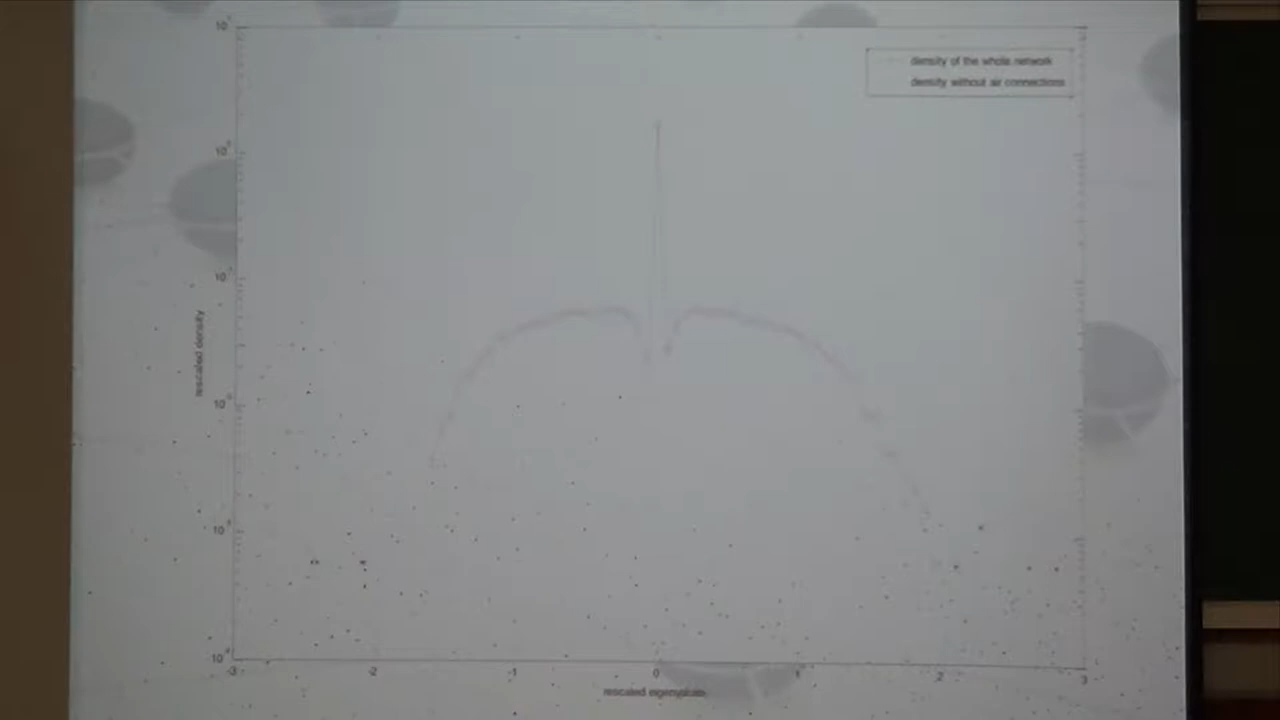 density of the whole network
density without air connections
rescaled density
-3 -2 -1 0 1 2 3
rescaled eigenvalue